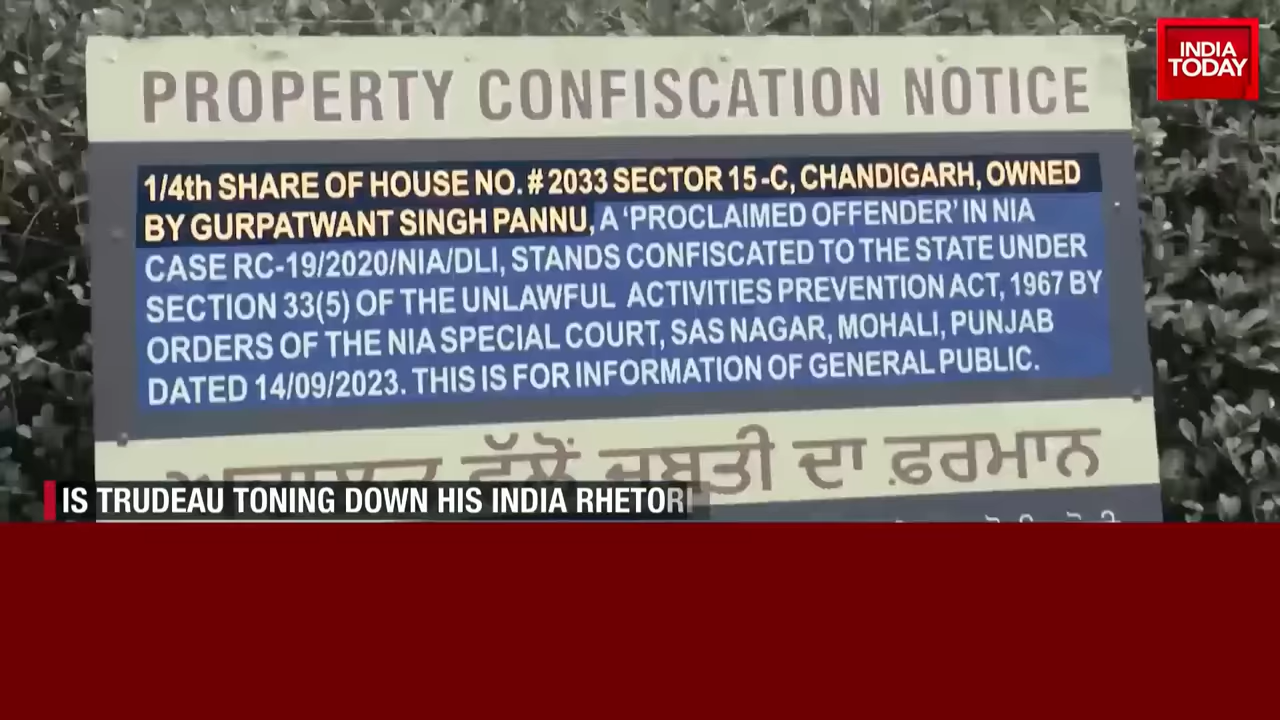 INDIA
TODAY
PROPERTY CONFISCATION NOTICE
1/4th SHARE OF HOUSE NO. # 2033 SECTOR 15-C, CHANDIGARH, OWNED
BY GURPATWANT SINGH PANNU, A ‘PROCLAIMED OFFENDER’ IN NIA
CASE RC-19/2020/NIA/DLI, STANDS CONFISCATED TO THE STATE UNDER
SECTION 33(5) OF THE UNLAWFUL ACTIVITIES PREVENTION ACT, 1967 BY
ORDERS OF THE NIA SPECIAL COURT, SAS NAGAR, MOHALI, PUNJAB
DATED 14/09/2023. THIS IS FOR INFORMATION OF GENERAL PUBLIC.
ਵੱਲੋਂ ਜ਼ਬਤੀ ਦਾ ਫ਼ਰਮਾਨ
IS TRUDEAU TONING DOWN HIS INDIA RHETORI